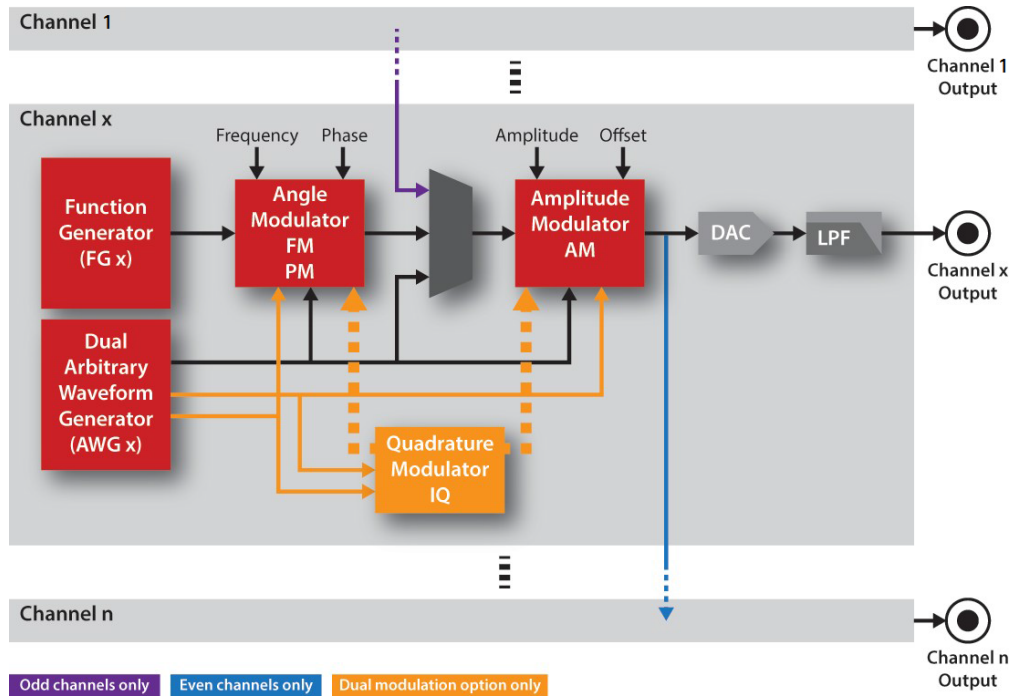 Channel 1
Channel 1
Output
Channel x
Frequency
Phase
Amplitude
Offset
Function
Generator
(FG x)
Angle
Modulator
FM
PM
Amplitude
Modulator
AM
DAC
LPF
Channel x
Output
Dual
Arbitrary
Waveform
Generator
(AWG x)
Quadrature
Modulator
IQ
Channel n
Channel n
Output
Odd channels only
Even channels only
Dual modulation option only